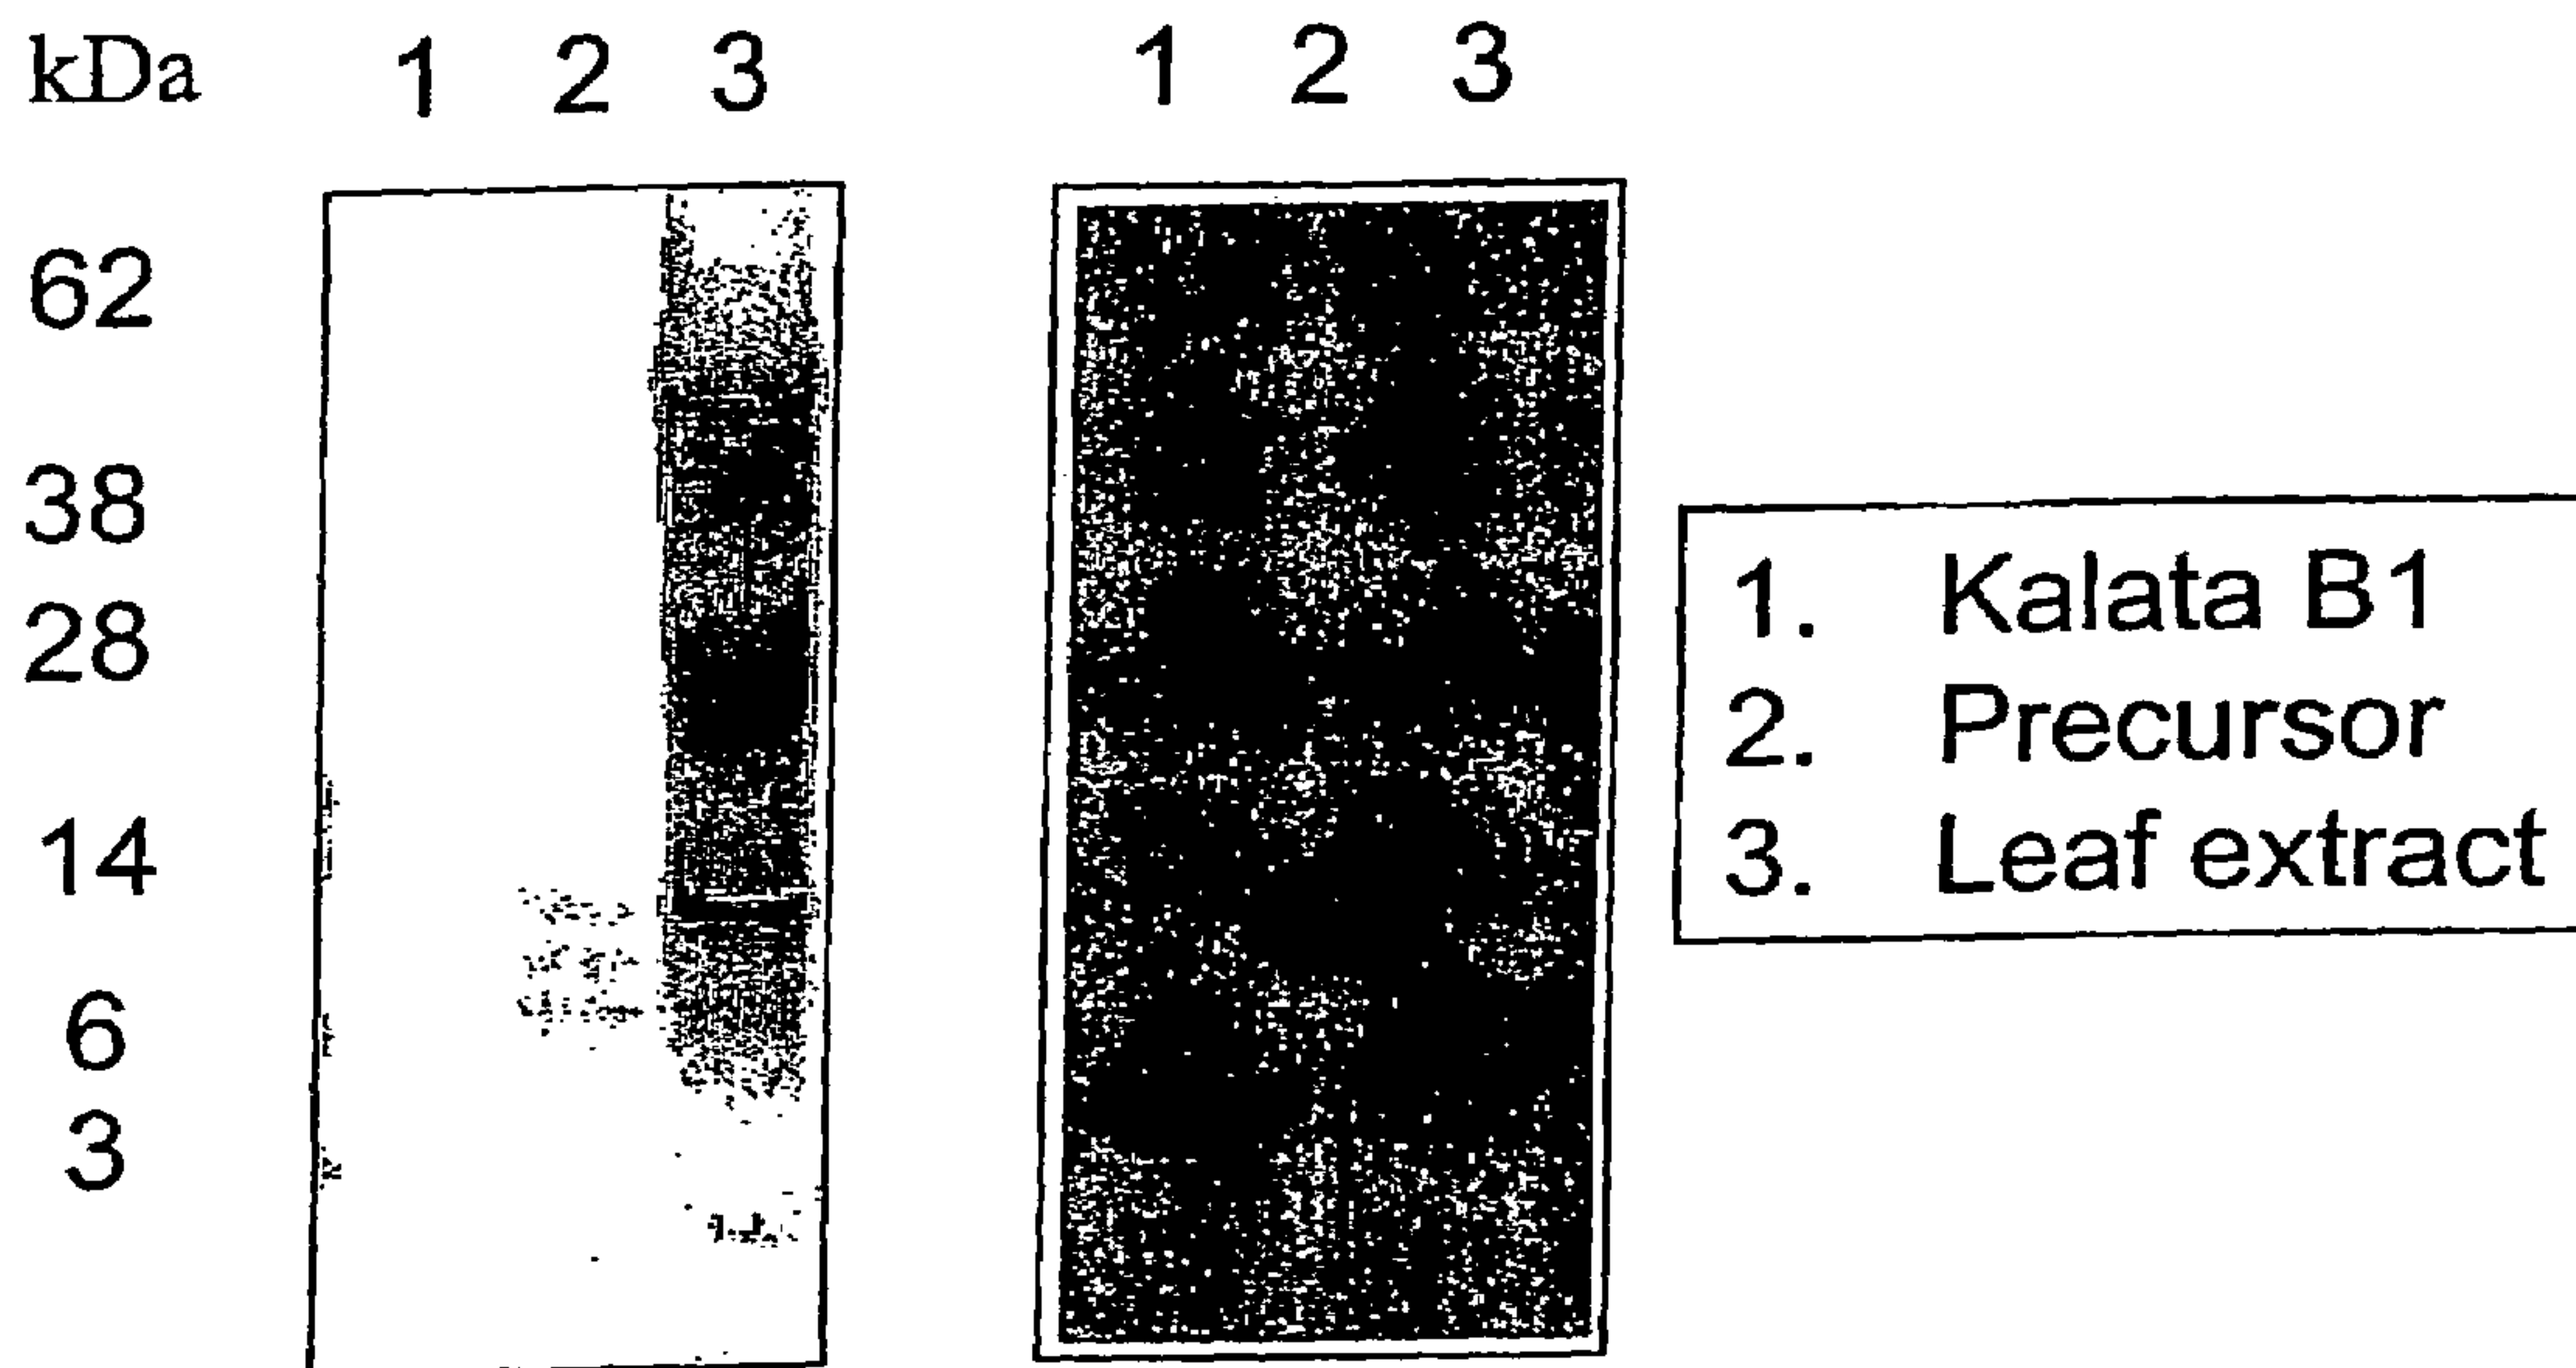 kDa 1 2 3 1 2 3
62
38
28
14
6
3
1. Kalata B1
2. Precursor
3. Leaf extract